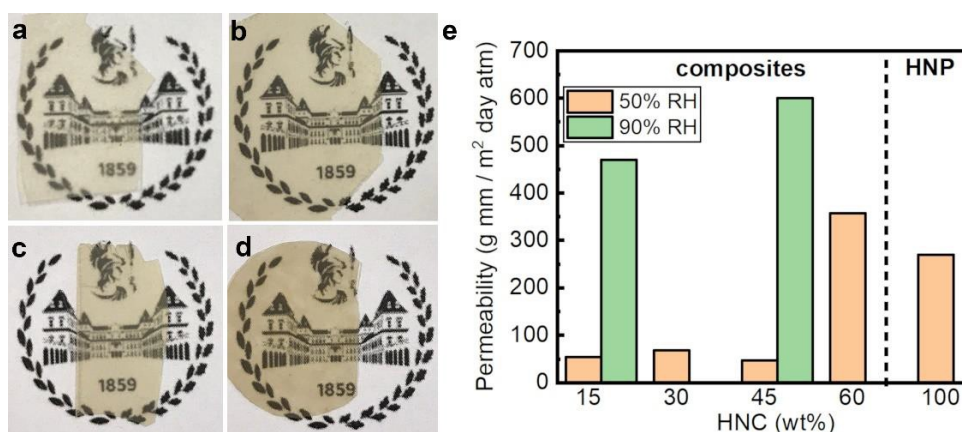 a
1859
b
1859
c
1859
d
1859
e
Permeability (g mm / m² day atm)
700
600
500
400
300
200
100
0
composites
HNP
50% RH
90% RH
15 30 45 60 100
HNC (wt%)